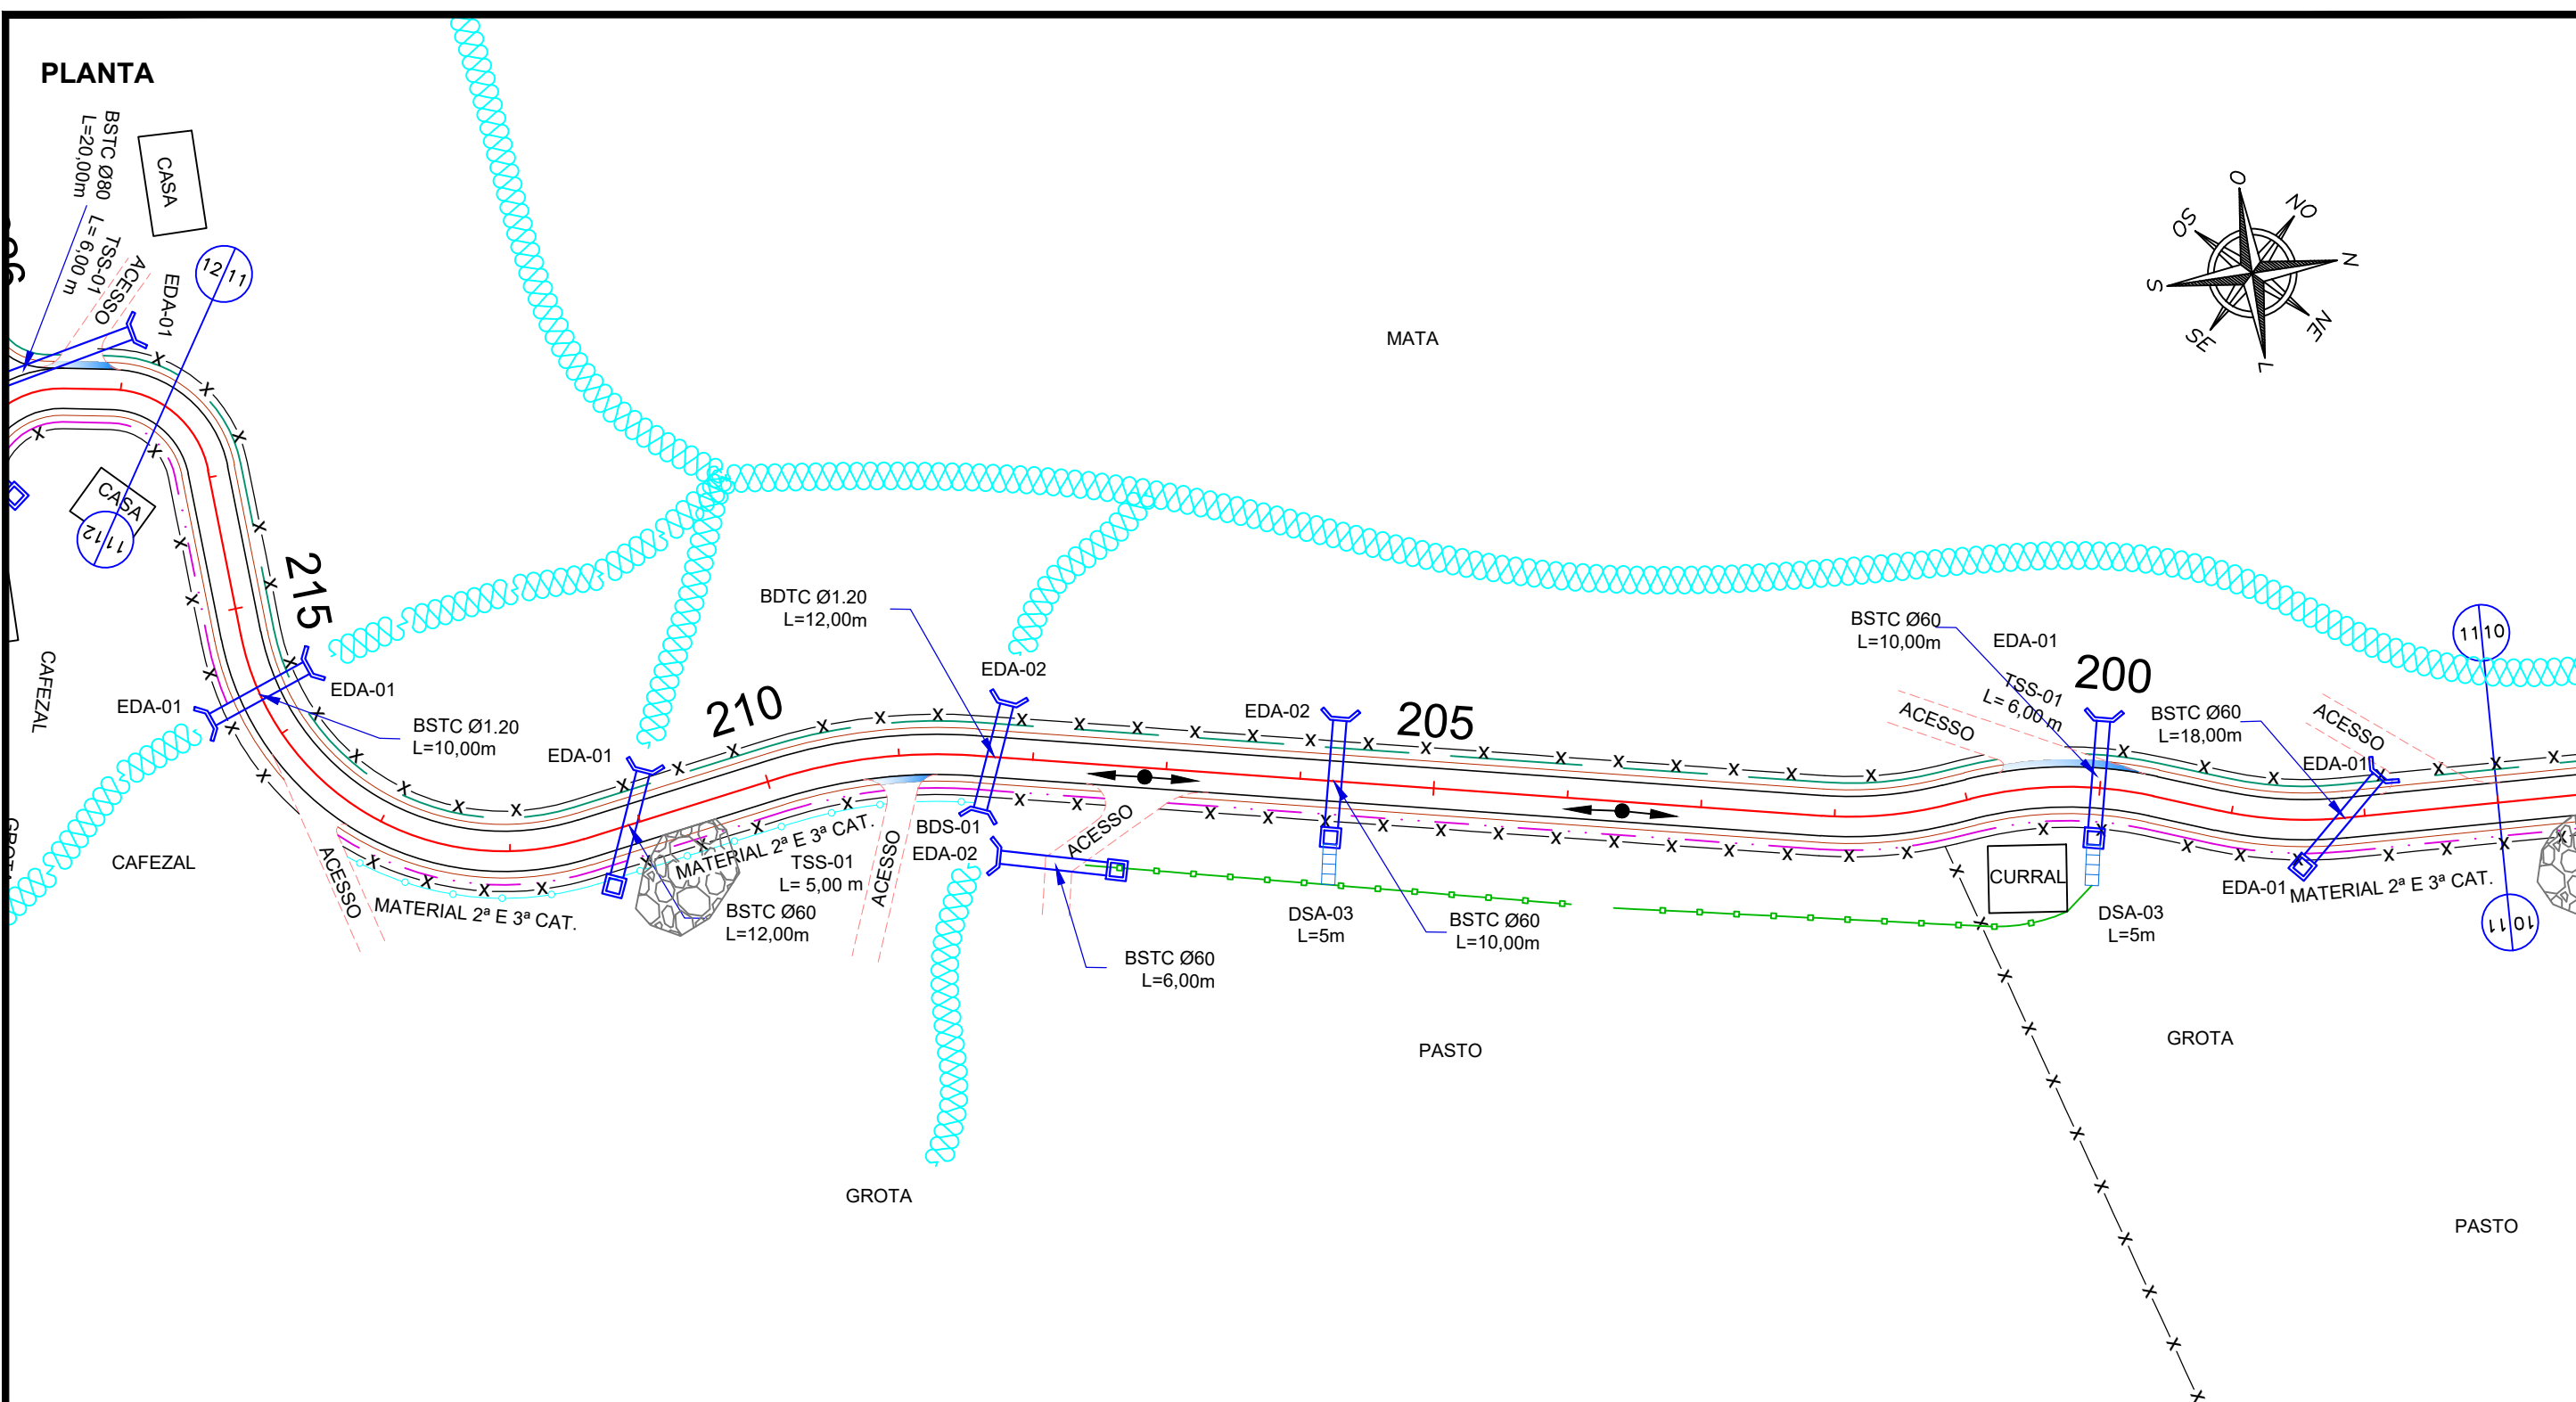 PLANTA
BSTC Ø80
L=20,00m
CASA
TSS-01
L= 6,00 m
ACESSO
EDA-01
12 11
CASA
11 12
215
CAFEZAL
EDA-01
EDA-01
BSTC Ø1.20
L=10,00m
CAFEZAL
ACESSO
MATERIAL 2ª E 3ª CAT.
EDA-01
210
MATERIAL 2ª E 3ª CAT.
TSS-01
L= 5,00 m
BSTC Ø60
L=12,00m
ACESSO
BDTC Ø1.20
L=12,00m
EDA-02
BDS-01
EDA-02
ACESSO
BSTC Ø60
L=6,00m
GROTA
MATA
EDA-02
205
DSA-03
L=5m
BSTC Ø60
L=10,00m
PASTO
O
NO
N
NE
L
SE
S
SO
BSTC Ø60
L=10,00m
EDA-01
TSS-01
L= 6,00 m
ACESSO
200
BSTC Ø60
L=18,00m
ACESSO
EDA-01
CURRAL
DSA-03
L=5m
EDA-01
MATERIAL 2ª E 3ª CAT.
11 10
10 11
GROTA
PASTO